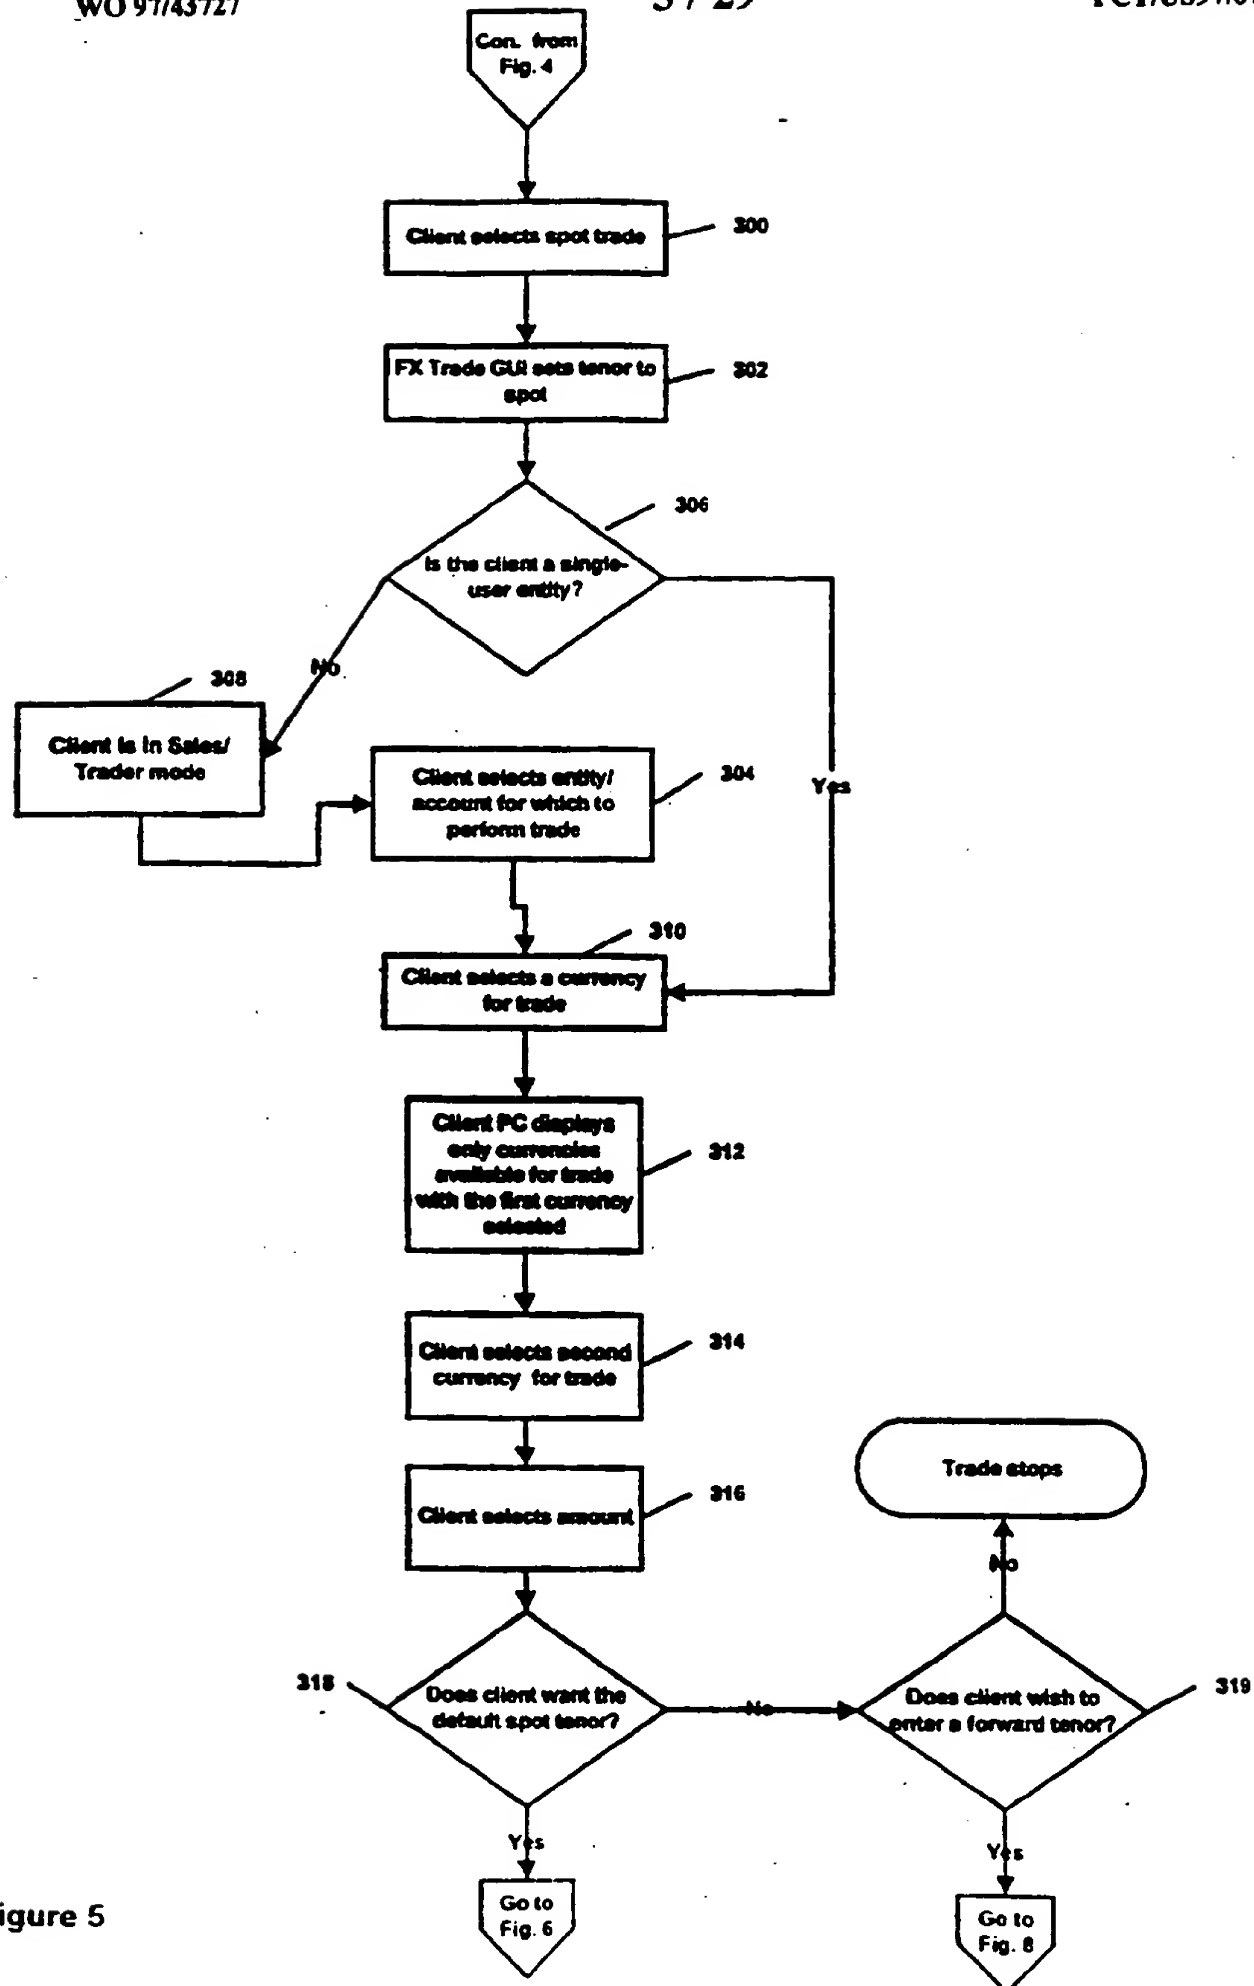 WO 97/43727
5 / 29
Con. from
Fig. 4
Client selects spot trade
300
FX Trade GUI sets tenor to
spot
302
306
Is the client a single-
user entity?
No
308
Client is in Sales/
Trader mode
Client selects entity/
account for which to
perform trade
304
Yes
310
Client selects a currency
for trade
Client PC displays
only currencies
available for trade
with the first currency
selected
312
Client selects second
currency for trade
314
Trade stops
Client selects amount
316
No
318
Does client want the
default spot tenor?
No
Does client wish to
enter a forward tenor?
319
Yes
Yes
Go to
Fig. 6
Go to
Fig. 8
igure 5